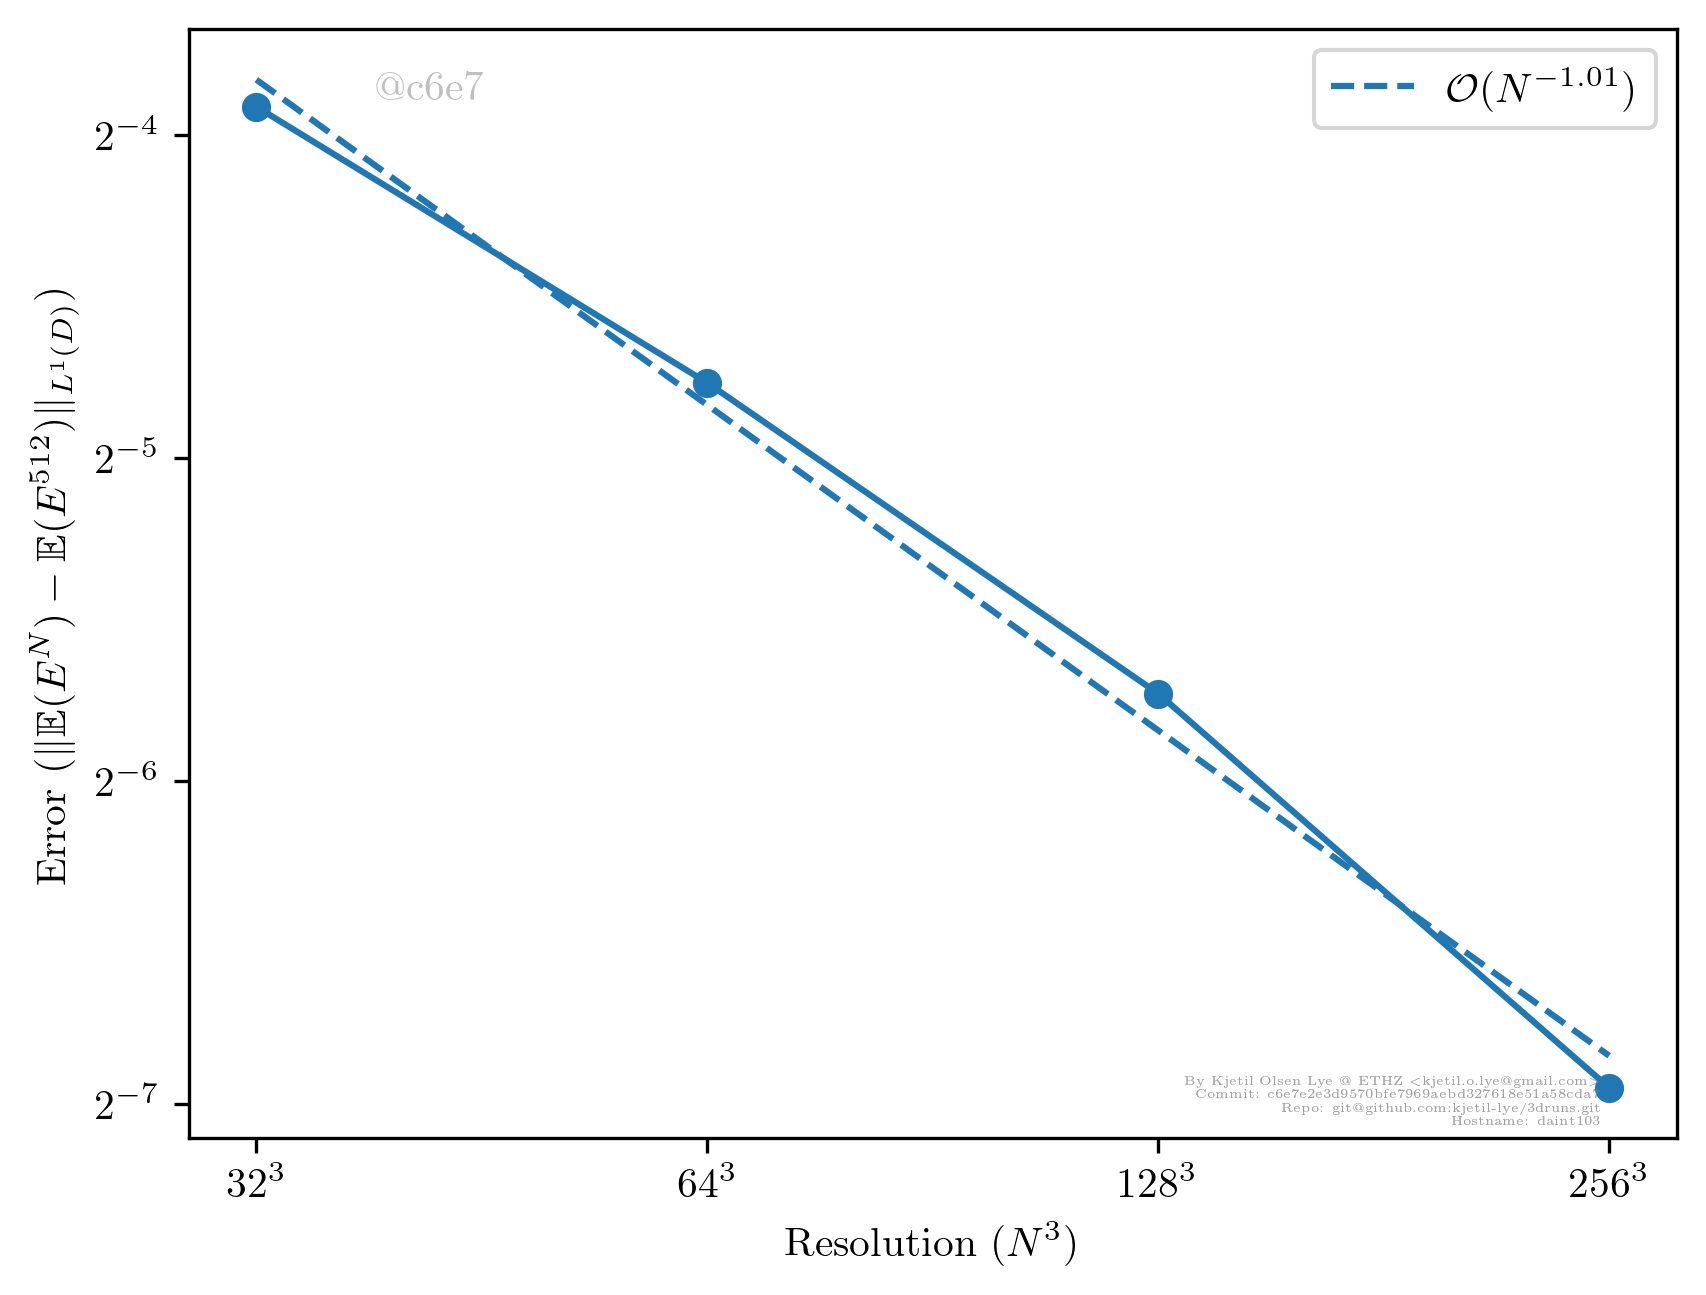 @c6e7
𝒪(N^{-1.01})
2^{-4}
2^{-5}
2^{-6}
2^{-7}
Error (||𝔼(E^N) − 𝔼(E^{512})||_{L^1(D)})
By Kjetil Olsen Lye @ ETHZ <kjetil.o.lye@gmail.com>
Commit: c6e7e2e3d9570bfe7969aebd327618e51a58cda7
Repo: git@github.com:kjetil-lye/3druns.git
Hostname: daint103
32^3 64^3 128^3 256^3
Resolution (N^3)